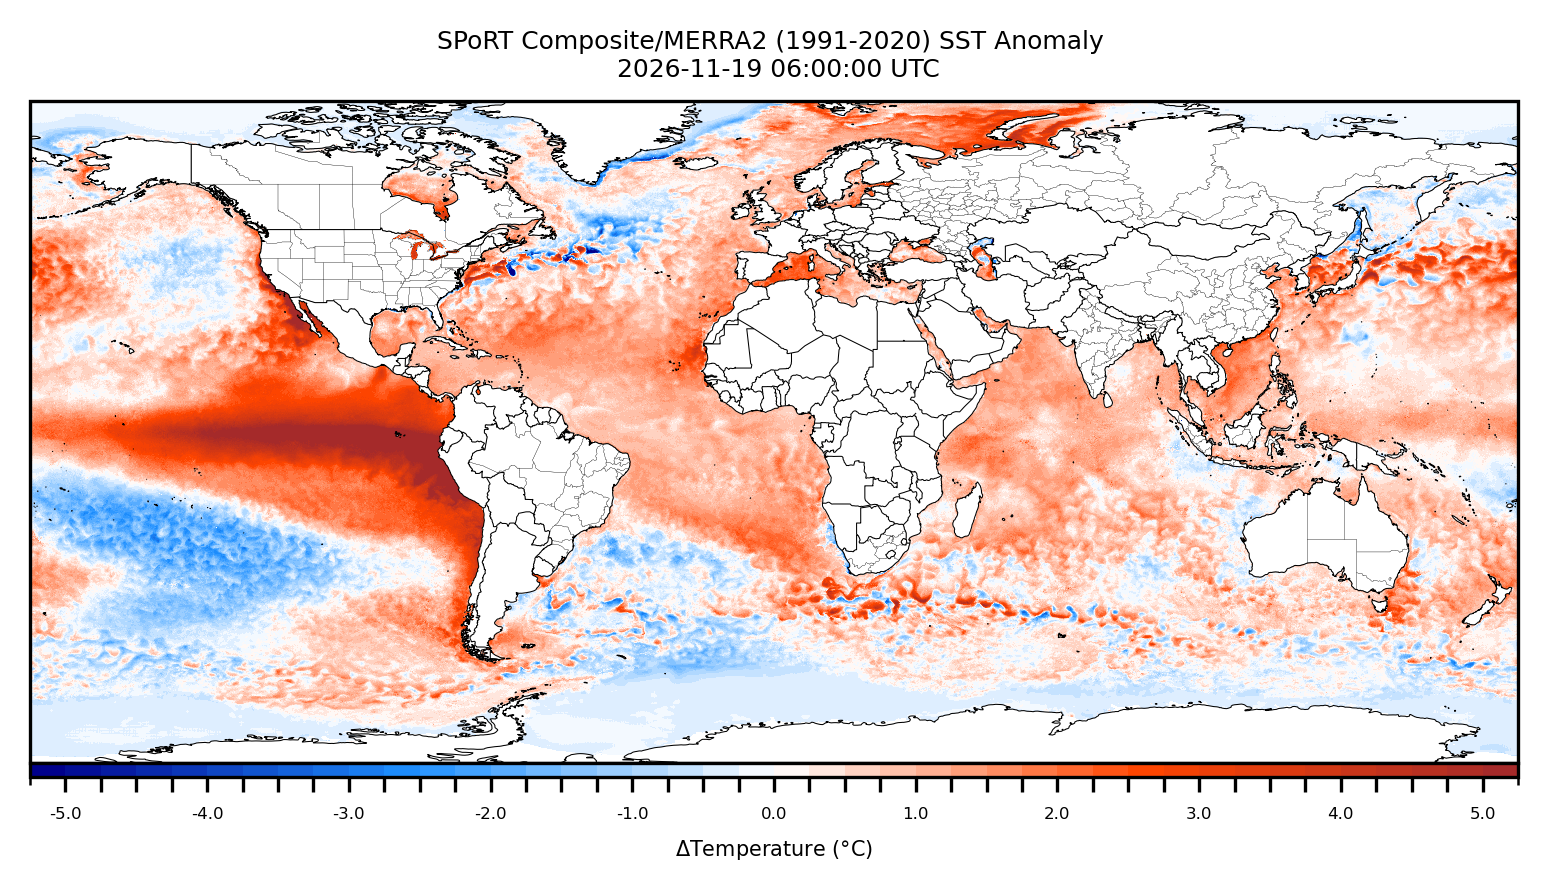 SPoRT Composite/MERRA2 (1991-2020) SST Anomaly
2026-11-19 06:00:00 UTC
-5.0 -4.0 -3.0 -2.0 -1.0 0.0 1.0 2.0 3.0 4.0 5.0
ΔTemperature (°C)